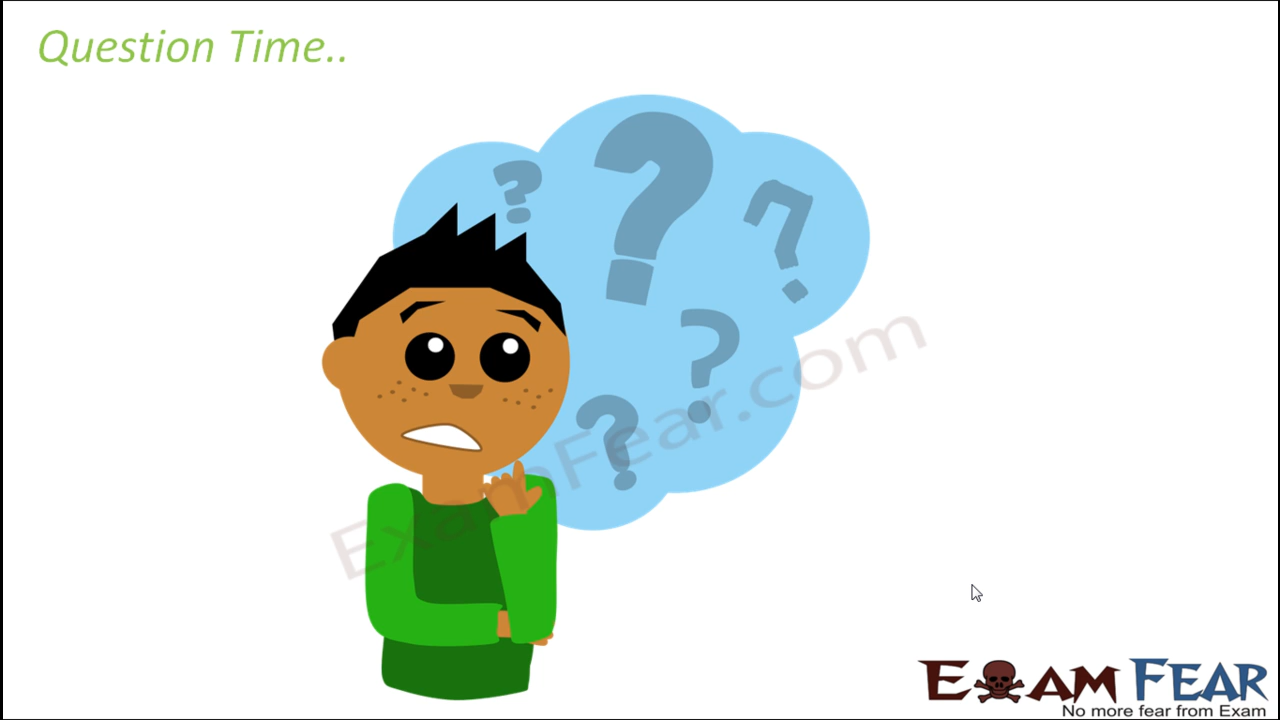 Question Time..
? ? ?
?
?
ExamFear.com
EXAM FEAR
No more fear from Exam